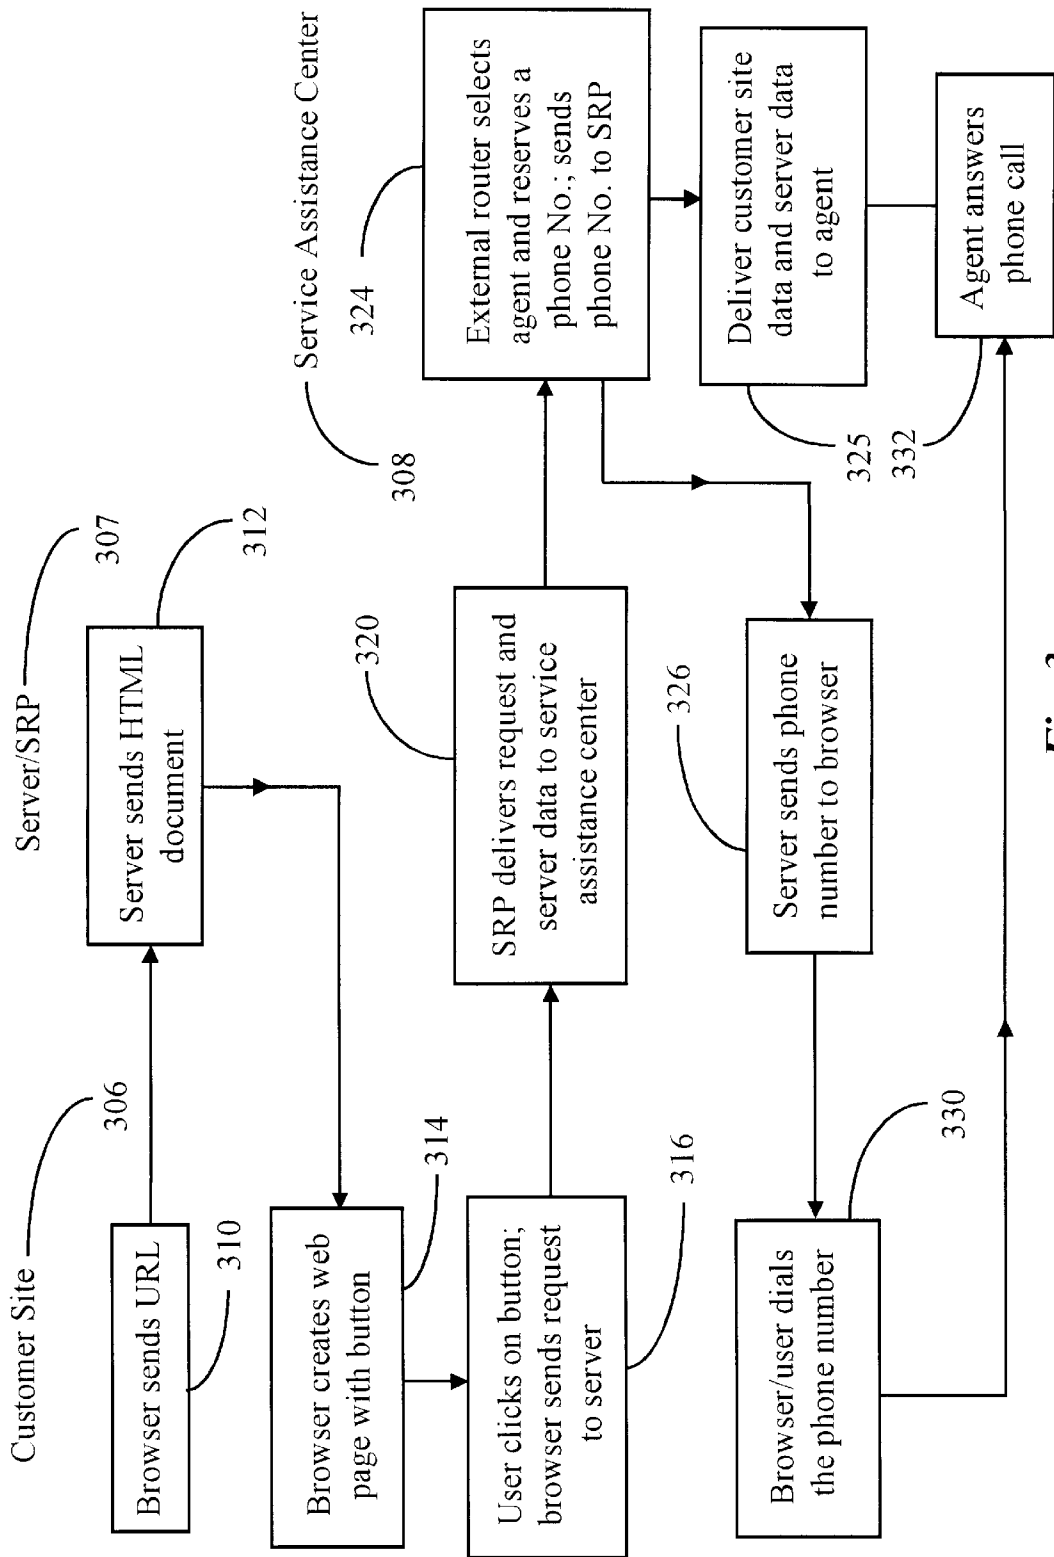 Customer Site
306
Server/SRP
307
Service Assistance Center
308
Browser sends URL
310
Server sends HTML
document
312
Browser creates web
page with button
314
User clicks on button;
browser sends request
to server
316
SRP delivers request and
server data to service
assistance center
320
External router selects
agent and reserves a
phone No.; sends
phone No. to SRP
324
Deliver customer site
data and server data
to agent
325
Server sends phone
number to browser
326
Browser/user dials
the phone number
330
Agent answers
phone call
332